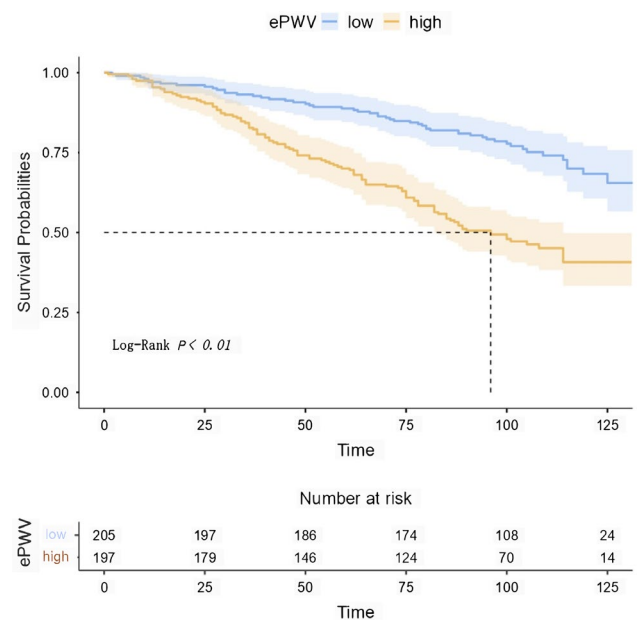 ePWV low high
1.00
0.75
0.50
0.25
0.00
Survival Probabilities
Log-Rank P< 0.01
0 25 50 75 100 125
Time
Number at risk
ePWV
low 205 197 186 174 108 24
high 197 179 146 124 70 14
0 25 50 75 100 125
Time